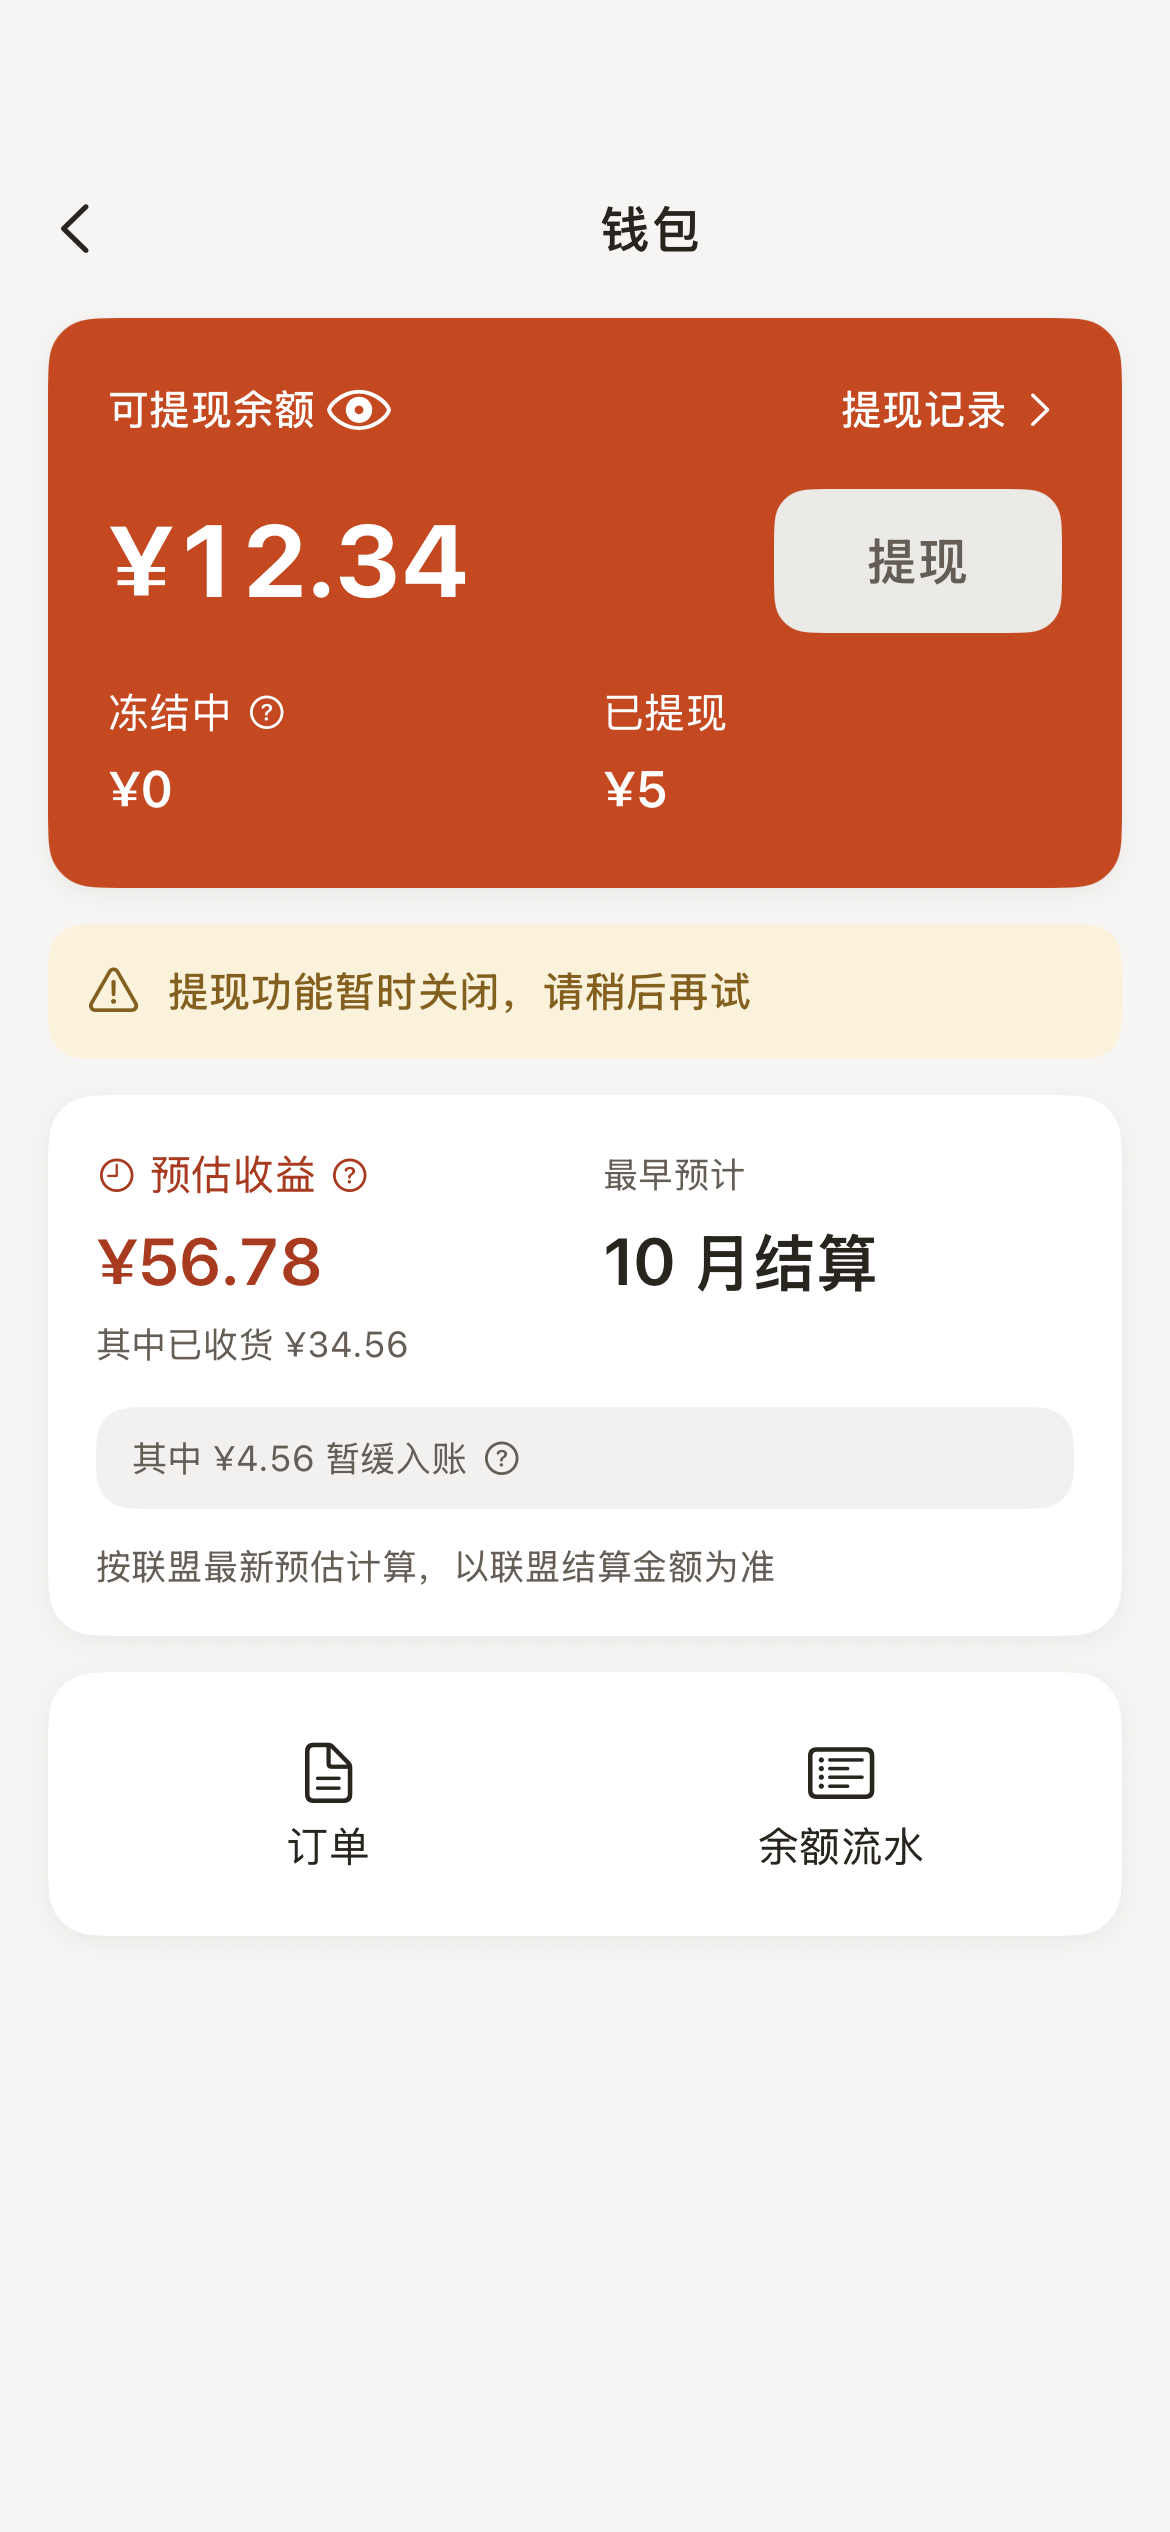 钱包
可提现余额
提现记录
¥12.34
提现
冻结中
已提现
¥0
¥5
提现功能暂时关闭，请稍后再试
预估收益
最早预计
¥56.78
10 月结算
其中已收货 ¥34.56
其中 ¥4.56 暂缓入账
按联盟最新预估计算，以联盟结算金额为准
订单
余额流水